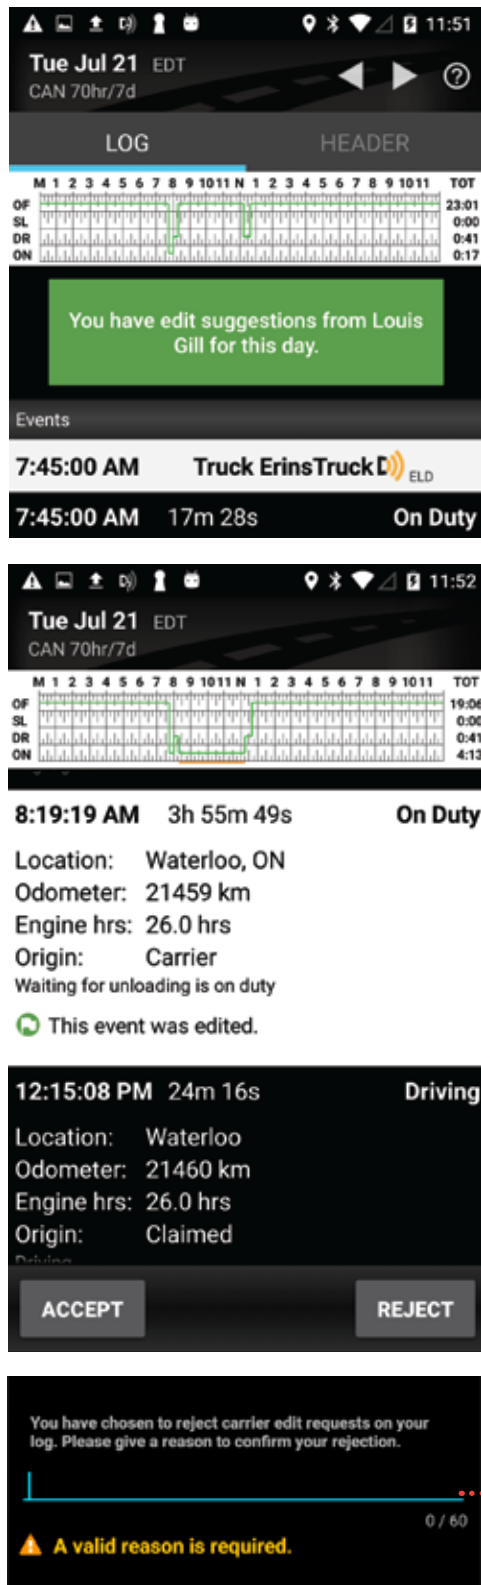 11:51
Tue Jul 21 EDT
CAN 70hr/7d
LOG HEADER
M 1 2 3 4 5 6 7 8 9 10 11 N 1 2 3 4 5 6 7 8 9 10 11 TOT
OF 23:01
SL 0:00
DR 0:41
ON 0:17
You have edit suggestions from Louis
Gill for this day.
Events
7:45:00 AM Truck ErinsTruck ELD
7:45:00 AM 17m 28s On Duty
11:52
Tue Jul 21 EDT
CAN 70hr/7d
M 1 2 3 4 5 6 7 8 9 10 11 N 1 2 3 4 5 6 7 8 9 10 11 TOT
OF 19:06
SL 0:00
DR 0:41
ON 4:13
8:19:19 AM 3h 55m 49s On Duty
Location: Waterloo, ON
Odometer: 21459 km
Engine hrs: 26.0 hrs
Origin: Carrier
Waiting for unloading is on duty
This event was edited.
12:15:08 PM 24m 16s Driving
Location: Waterloo
Odometer: 21460 km
Engine hrs: 26.0 hrs
Origin: Claimed
Driving
ACCEPT REJECT
You have chosen to reject carrier edit requests on your
log. Please give a reason to confirm your rejection.
0 / 60
A valid reason is required.